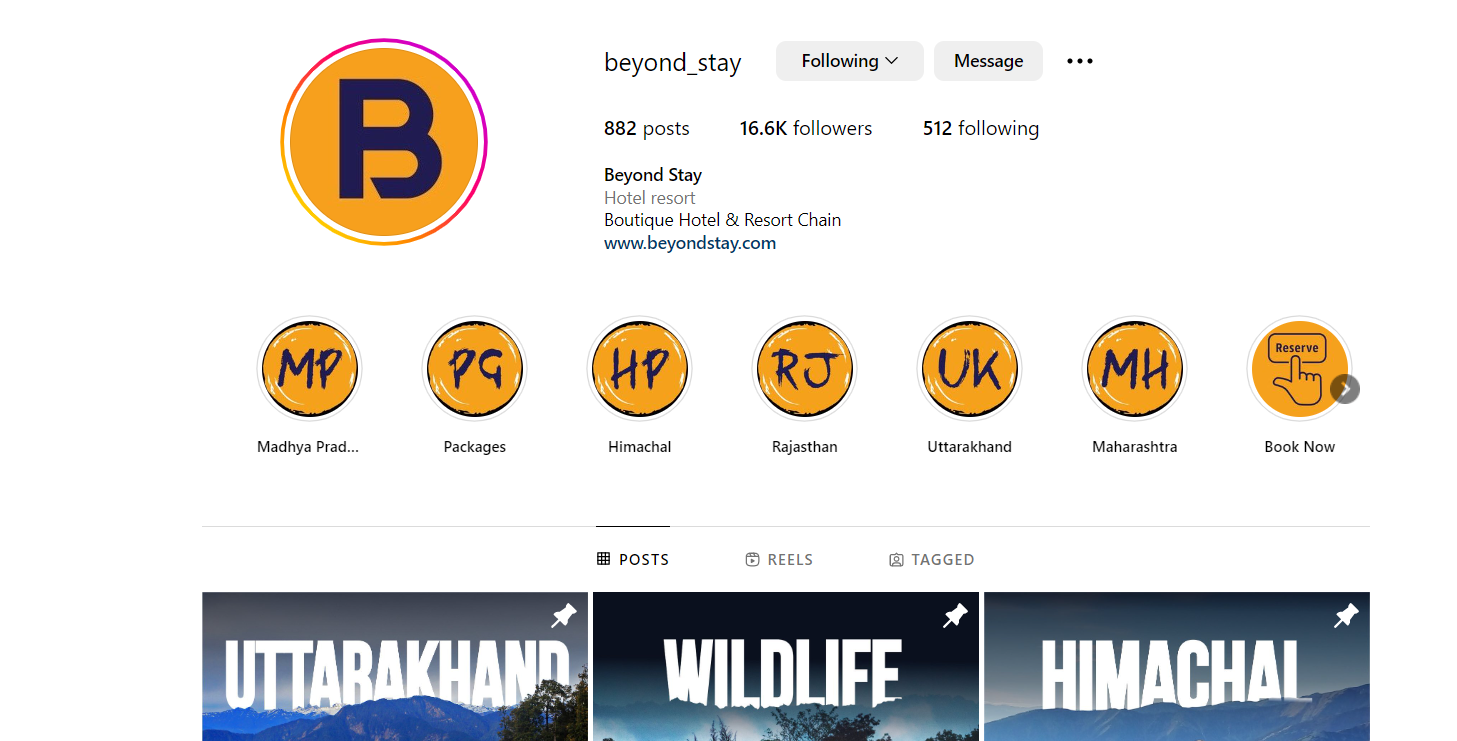 B
beyond_stay Following Message
882 posts 16.6K followers 512 following
Beyond Stay
Hotel resort
Boutique Hotel & Resort Chain
www.beyondstay.com
MP PG HP RJ UK MH Reserve
Madhya Prad... Packages Himachal Rajasthan Uttarakhand Maharashtra Book Now
POSTS REELS TAGGED
UTTARAKHAND WILDLIFE HIMACHAL